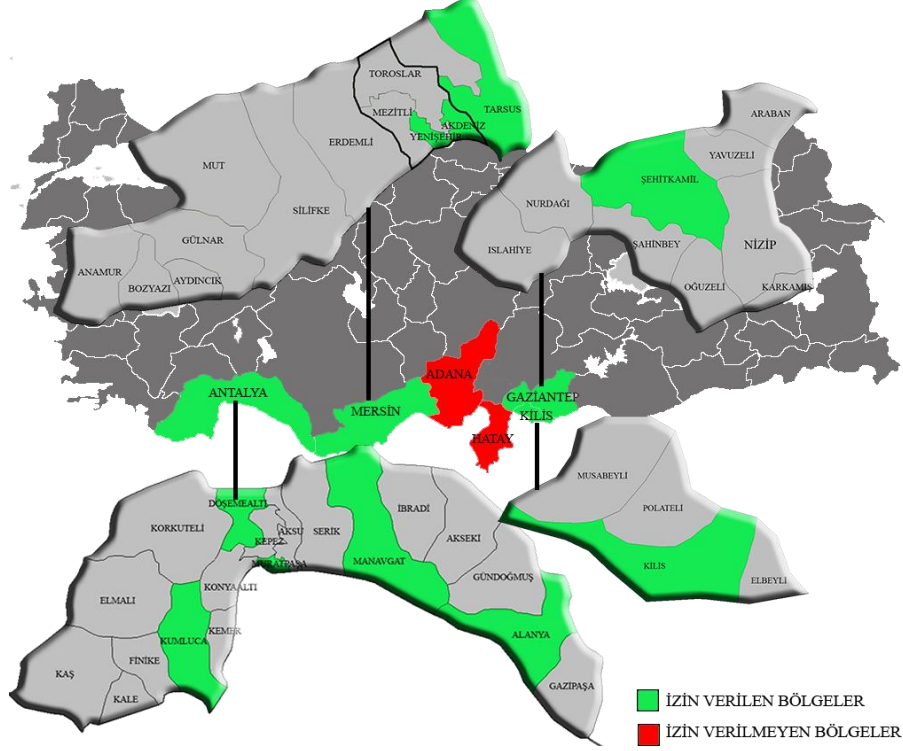 TOROSLAR
MEZİTLİ
TARSUS
AKDENİZ
YENİŞEHİR
ERDEMLİ
MUT
SİLİFKE
GÜLNAR
ANAMUR
BOZYAZI
AYDINCIK
ARABAN
YAVUZELİ
ŞEHİTKAMİL
NURDAĞI
ISLAHİYE
ŞAHİNBEY
NİZİP
OĞUZELİ
KARKAMIŞ
ADANA
ANTALYA
MERSİN
GAZİANTEP
KİLİS
HATAY
MUSABEYLİ
POLATELİ
KİLİS
ELBEYLİ
DÖŞEMEALTI
KORKUTELİ
KEPEZ
AKSU
SERİK
İBRADİ
AKSEKİ
MURATPAŞA
MANAVGAT
GÜNDOĞMUŞ
KONYAALTI
ELMALI
KUMLUCA
KEMER
ALANYA
FİNİKE
KAŞ
KALE
GAZİPAŞA
İZİN VERİLEN BÖLGELER
İZİN VERİLMEYEN BÖLGELER